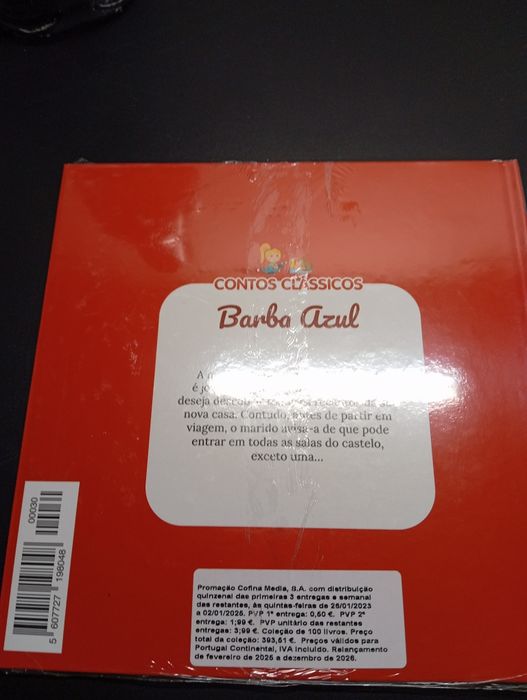 CONTOS CLÁSSICOS
Barba Azul
A
é
deseja
nova casa. Contudo, antes de partir em
viagem, o marido avisa-a de que pode
entrar em todas as salas do castelo,
exceto uma...
00030
5 607727 198048
Promoção Cofina Media, S.A. com distribuição
quinzenal das primeiras 3 entregas e semanal
das restantes, às quintas-feiras de 26/01/2023
a 02/01/2025. PVP 1ª entrega: 0,50 €. PVP 2ª
entrega: 1,99 €. PVP unitário das restantes
entregas: 3,99 €. Coleção de 100 livros. Preço
total da coleção: 393,51 €. Preços válidos para
Portugal Continental, IVA incluído. Relançamento
de fevereiro de 2025 a dezembro de 2026.